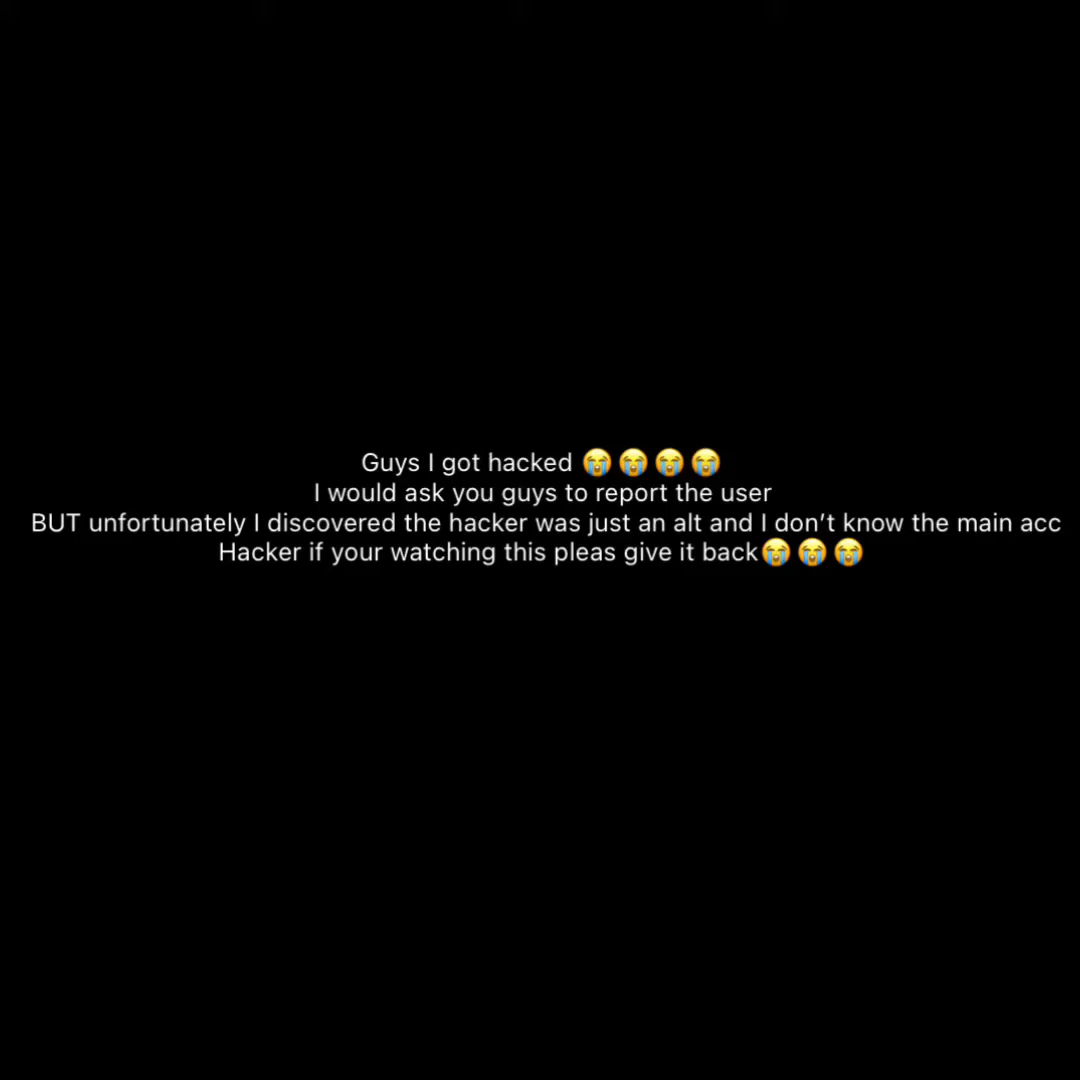 Guys I got hacked 😭😭😭😭
I would ask you guys to report the user
BUT unfortunately I discovered the hacker was just an alt and I don’t know the main acc
Hacker if your watching this pleas give it back😭😭😭